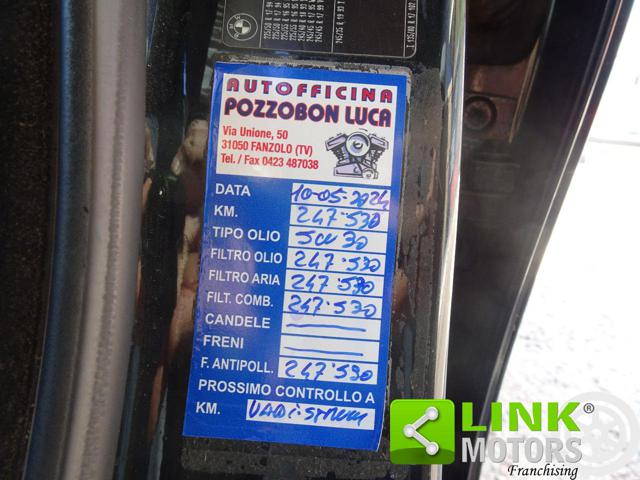 AUTOFFICINA
POZZOBON LUCA
Via Unione, 50
31050 FANZOLO (TV)
Tel. / Fax 0423 487038
DATA 10-05-2024
KM. 247.530
TIPO OLIO 5W30
FILTRO OLIO 247.530
FILTRO ARIA 247.530
FILT. COMB. 247.530
CANDELE
FRENI
F. ANTIPOLL. 247.530
PROSSIMO CONTROLLO A
KM.
LINK®
MOTORS
Franchising